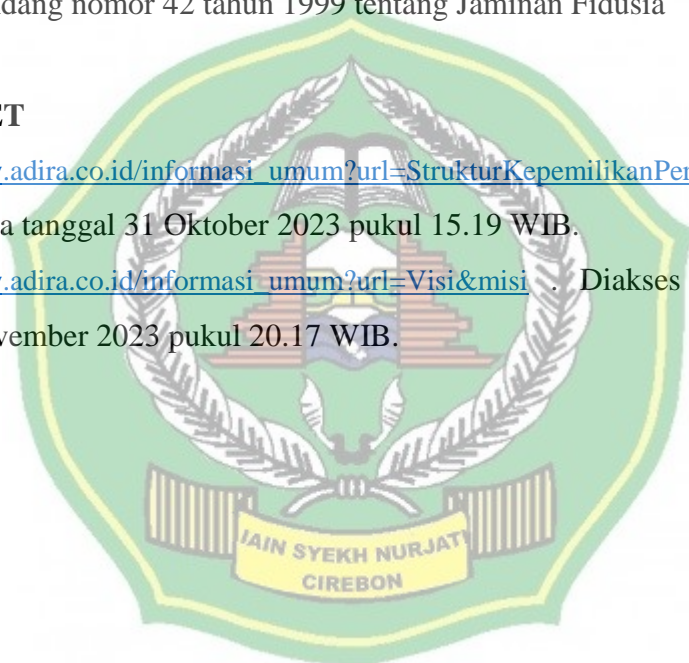 dang nomor 42 tahun 1999 tentang Jaminan Fidusia
ET
.adira.co.id/informasi_umum?url=StrukturKepemilikanPer
a tanggal 31 Oktober 2023 pukul 15.19 WIB.
.adira.co.id/informasi_umum?url=Visi&misi . Diakses
vember 2023 pukul 20.17 WIB.
IAIN SYEKH NURJATI
CIREBON